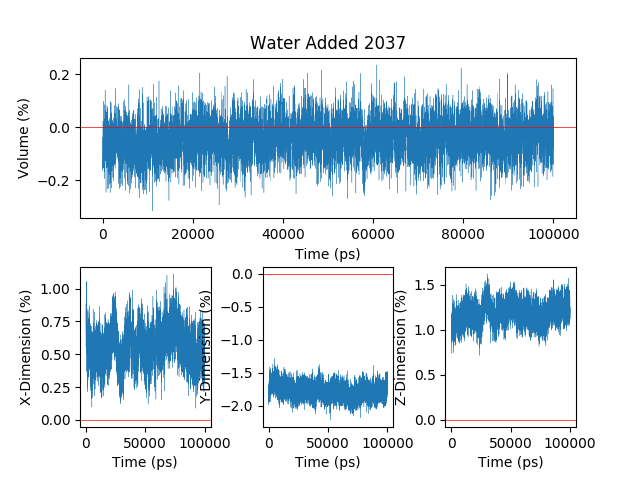 Water Added 2037
Volume (%)
0.2
0.0
−0.2
0 20000 40000 60000 80000 100000
Time (ps)
X-Dimension (%)
1.00
0.75
0.50
0.25
0.00
0 50000 100000
Time (ps)
Y-Dimension (%)
0.0
−0.5
−1.0
−1.5
−2.0
0 50000 100000
Time (ps)
Z-Dimension (%)
1.5
1.0
0.5
0.0
0 50000 100000
Time (ps)